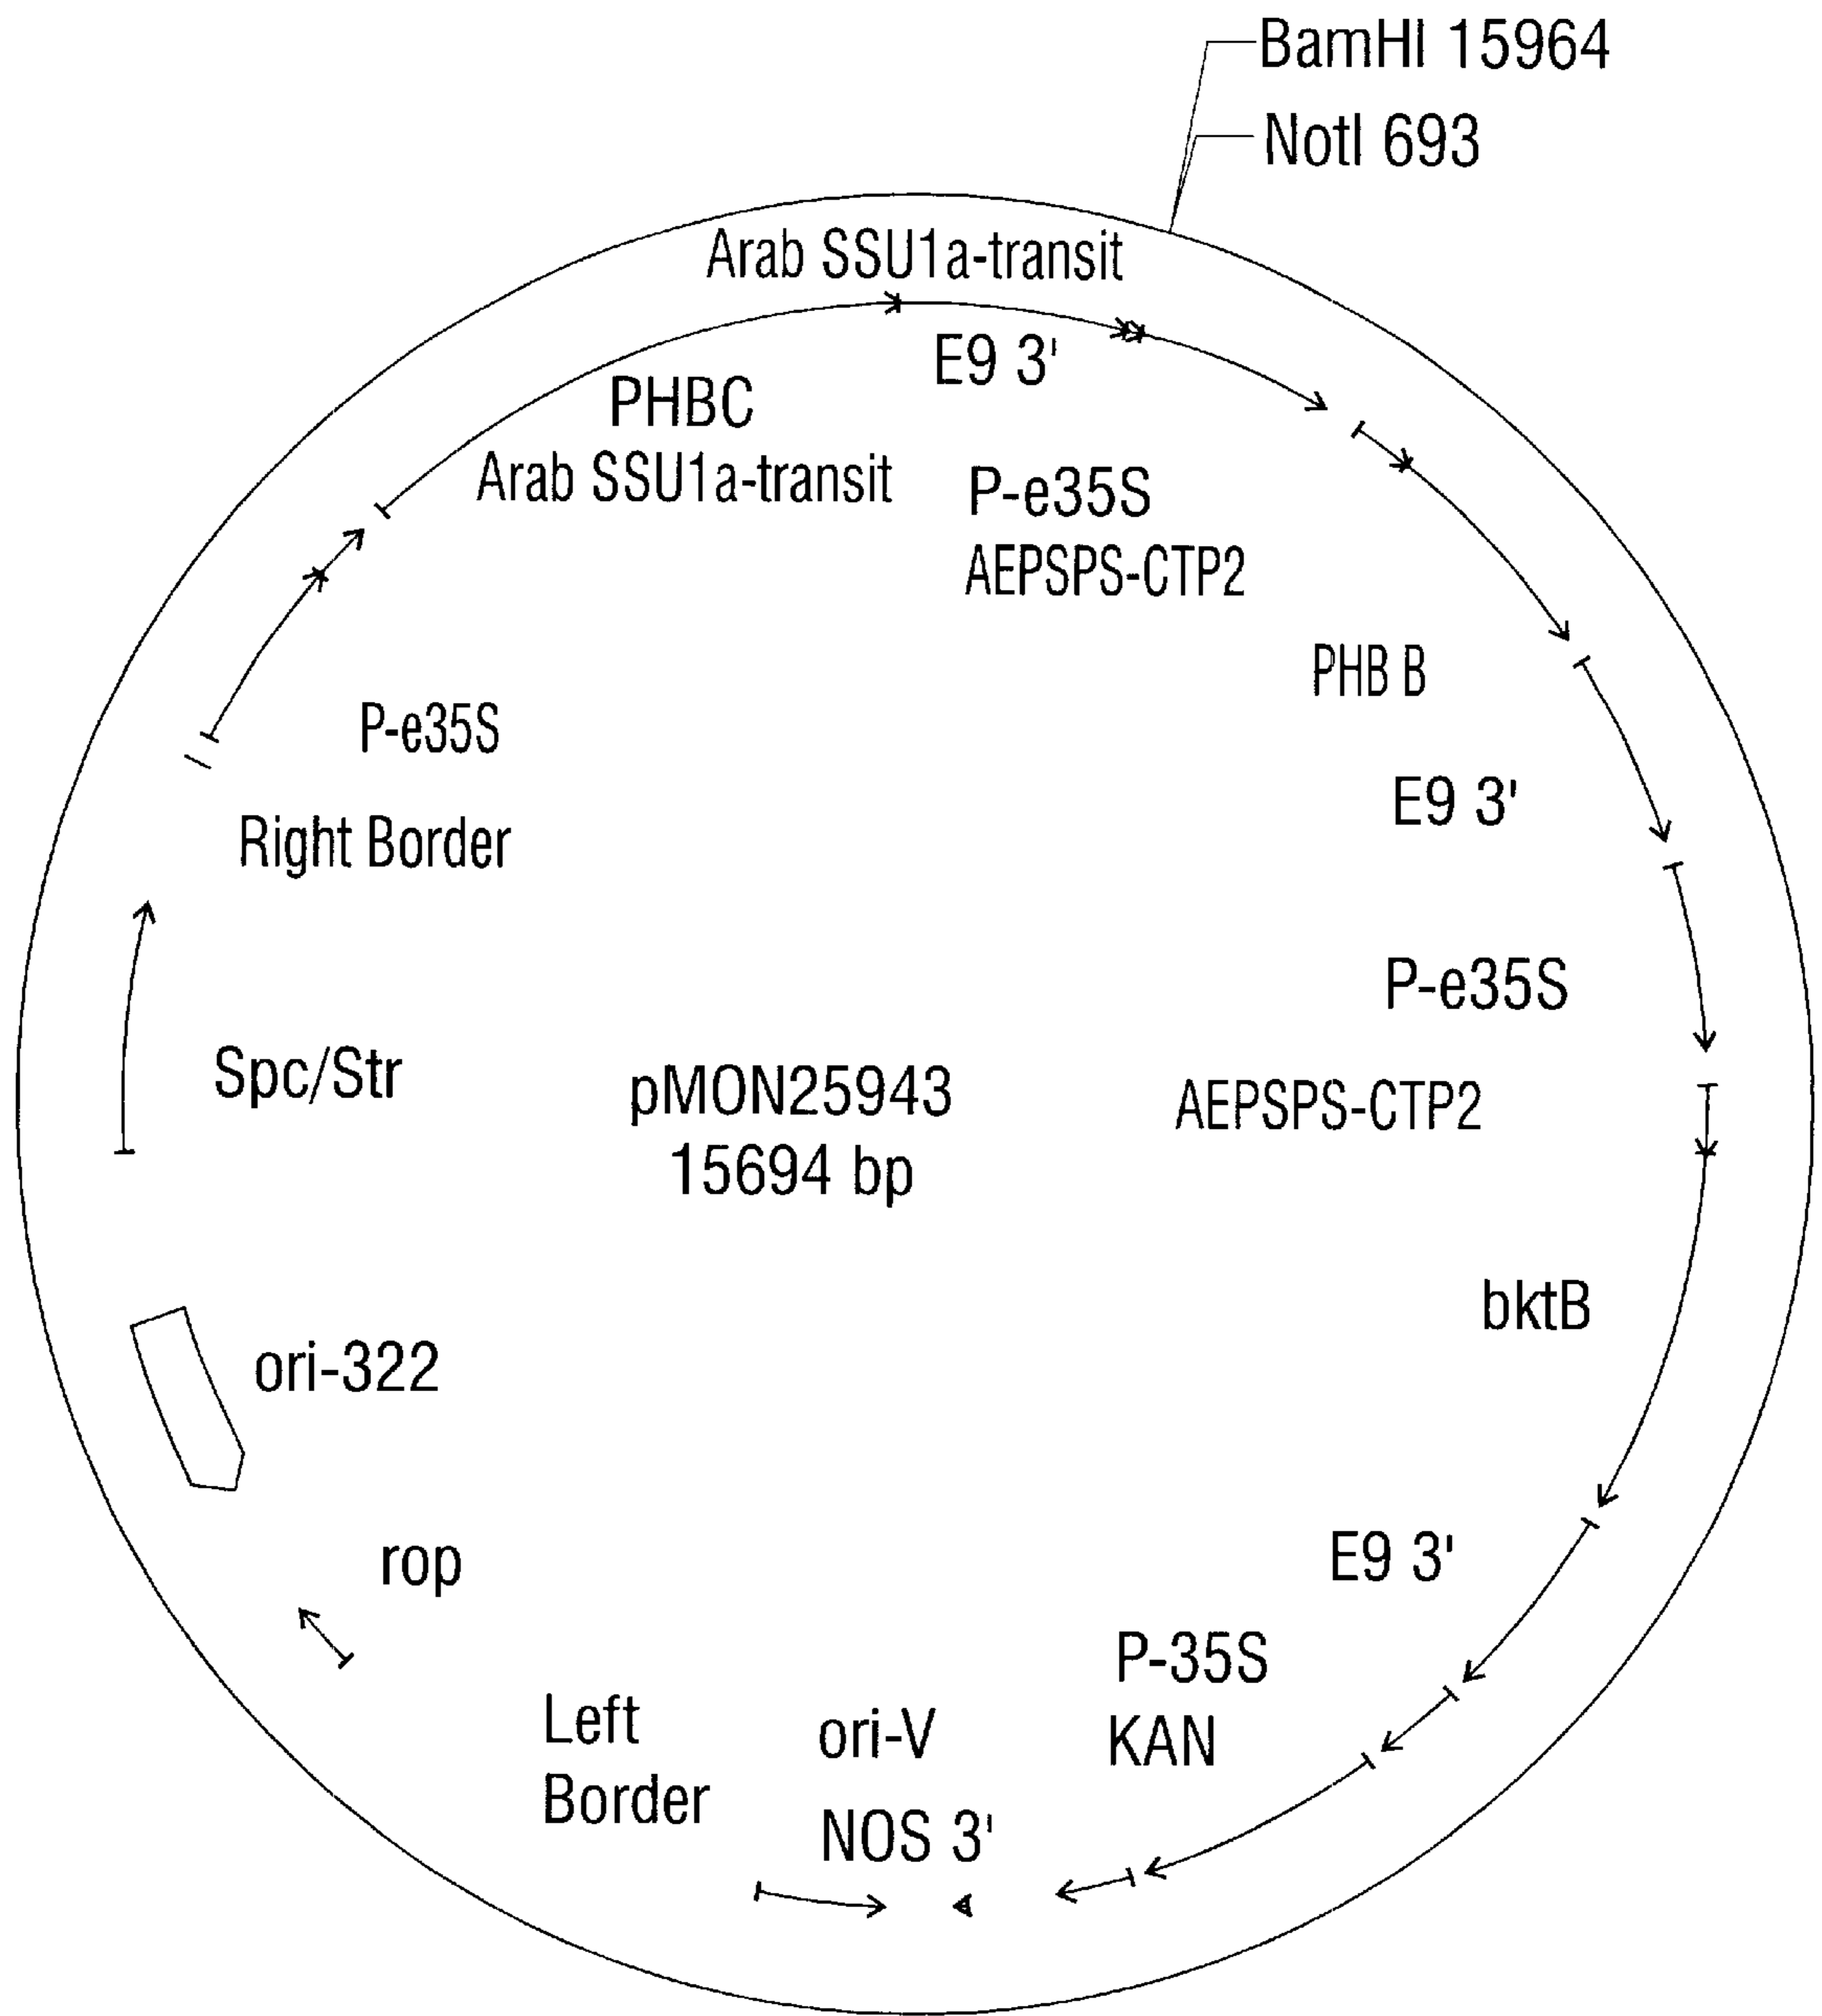 BamHI 15964
NotI 693
Arab SSU1a-transit
E9 3'
PHBC
Arab SSU1a-transit
P-e35S
AEPSPS-CTP2
PHB B
P-e35S
E9 3'
Right Border
P-e35S
Spc/Str
pMON25943
15694 bp
AEPSPS-CTP2
bktB
ori-322
E9 3'
rop
P-35S
KAN
Left
Border
ori-V
NOS 3'